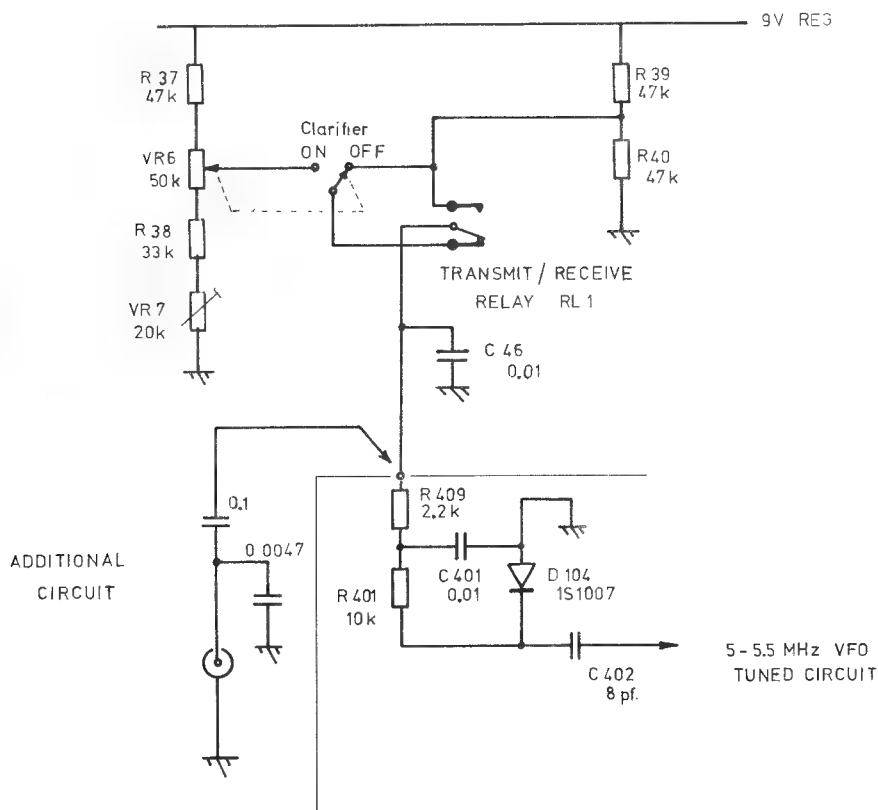 9V REG
R 37
47k
R 39
47k
Clarifier
ON OFF
VR6
50k
R40
47k
R 38
33k
TRANSMIT / RECEIVE
RELAY RL 1
VR 7
20k
C 46
0.01
R 409
2.2k
0.1
0 0047
ADDITIONAL
CIRCUIT
C 401
0.01
D 104
1S1007
R 401
10k
5 - 5.5 MHz VFO
TUNED CIRCUIT
C 402
8 pf.